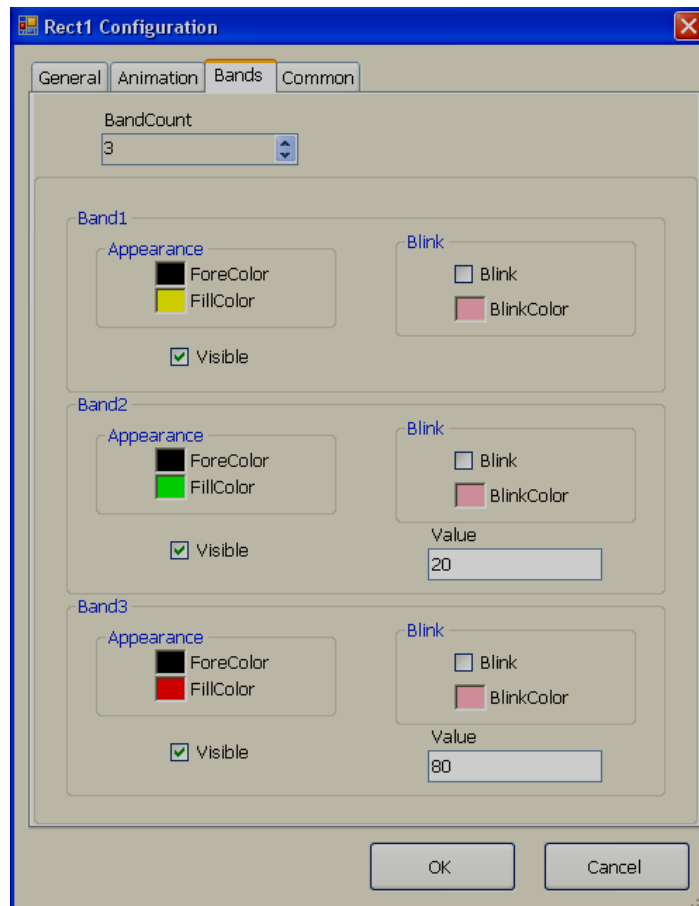 Rect1 Configuration
General Animation Bands Common
BandCount
3
Band1
Appearance
ForeColor
FillColor
Visible
Blink
Blink
BlinkColor
Band2
Appearance
ForeColor
FillColor
Visible
Blink
Blink
BlinkColor
Value
20
Band3
Appearance
ForeColor
FillColor
Visible
Blink
Blink
BlinkColor
Value
80
OK Cancel